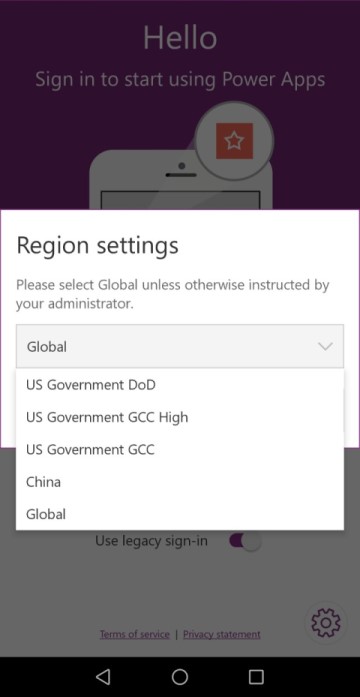 Hello
Sign in to start using Power Apps
Region settings
Please select Global unless otherwise instructed by
your administrator.
Global
US Government DoD
US Government GCC High
US Government GCC
China
Global
Use legacy sign-in
Terms of service | Privacy statement